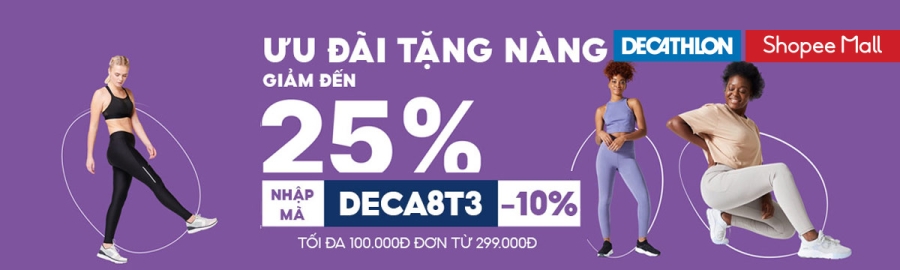 ƯU ĐÃI TẶNG NÀNG
DECATHLON
Shopee Mall
GIẢM ĐẾN
25%
NHẬP
MÀ
DECA8T3
-10%
TỐI ĐA 100.000Đ ĐƠN TỪ 299.000Đ